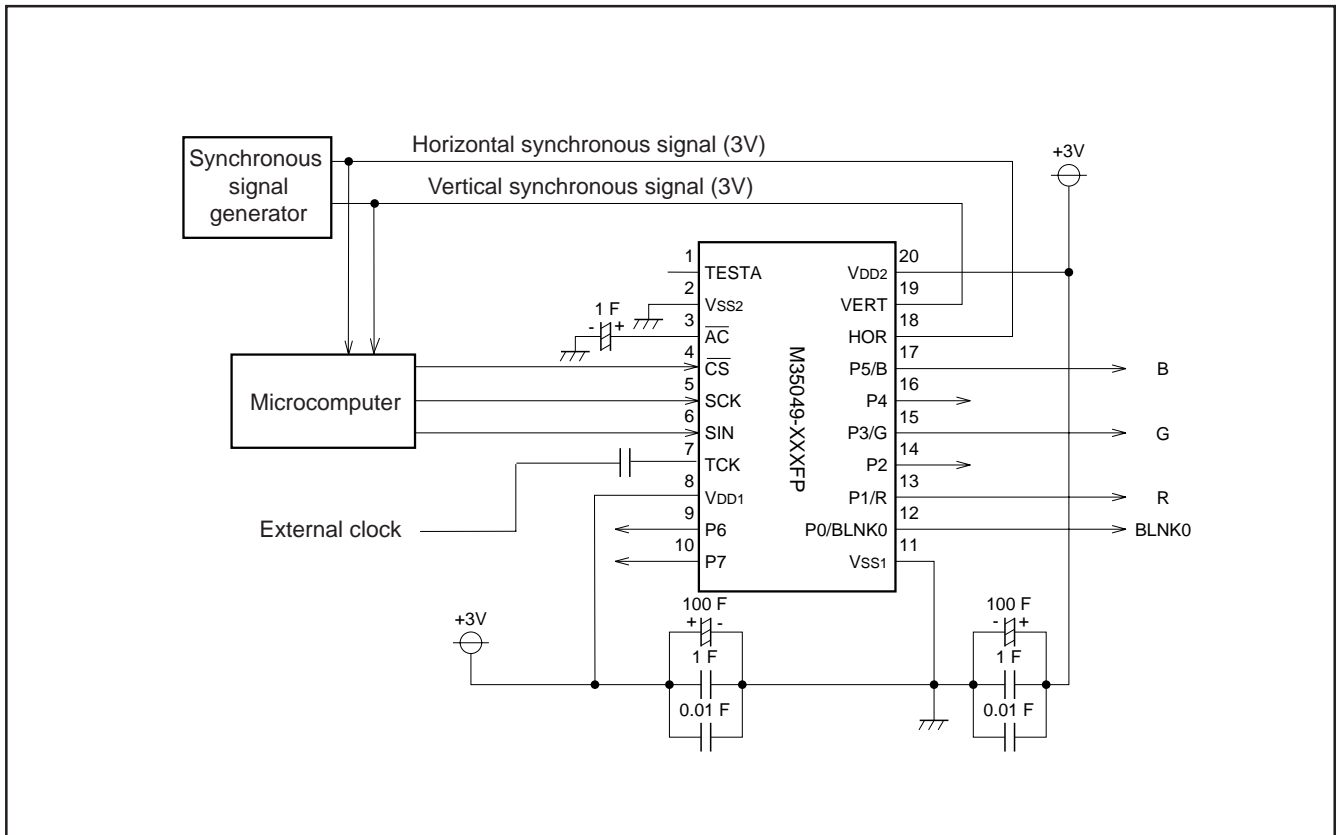 Horizontal synchronous signal (3V)
Synchronous
signal
generator
+3V
Vertical synchronous signal (3V)
1
TESTA
20
VDD2
2
VSS2
19
VERT
1 F
- +
3
AC
18
HOR
4
CS
17
P5/B
B
Microcomputer
5
SCK
16
P4
6
SIN
15
P3/G
G
7
TCK
14
P2
8
VDD1
13
P1/R
R
External clock
9
P6
12
P0/BLNK0
BLNK0
10
P7
11
VSS1
M35049-XXXFP
+3V
100 F
+ -
1 F
0.01 F
100 F
- +
1 F
0.01 F